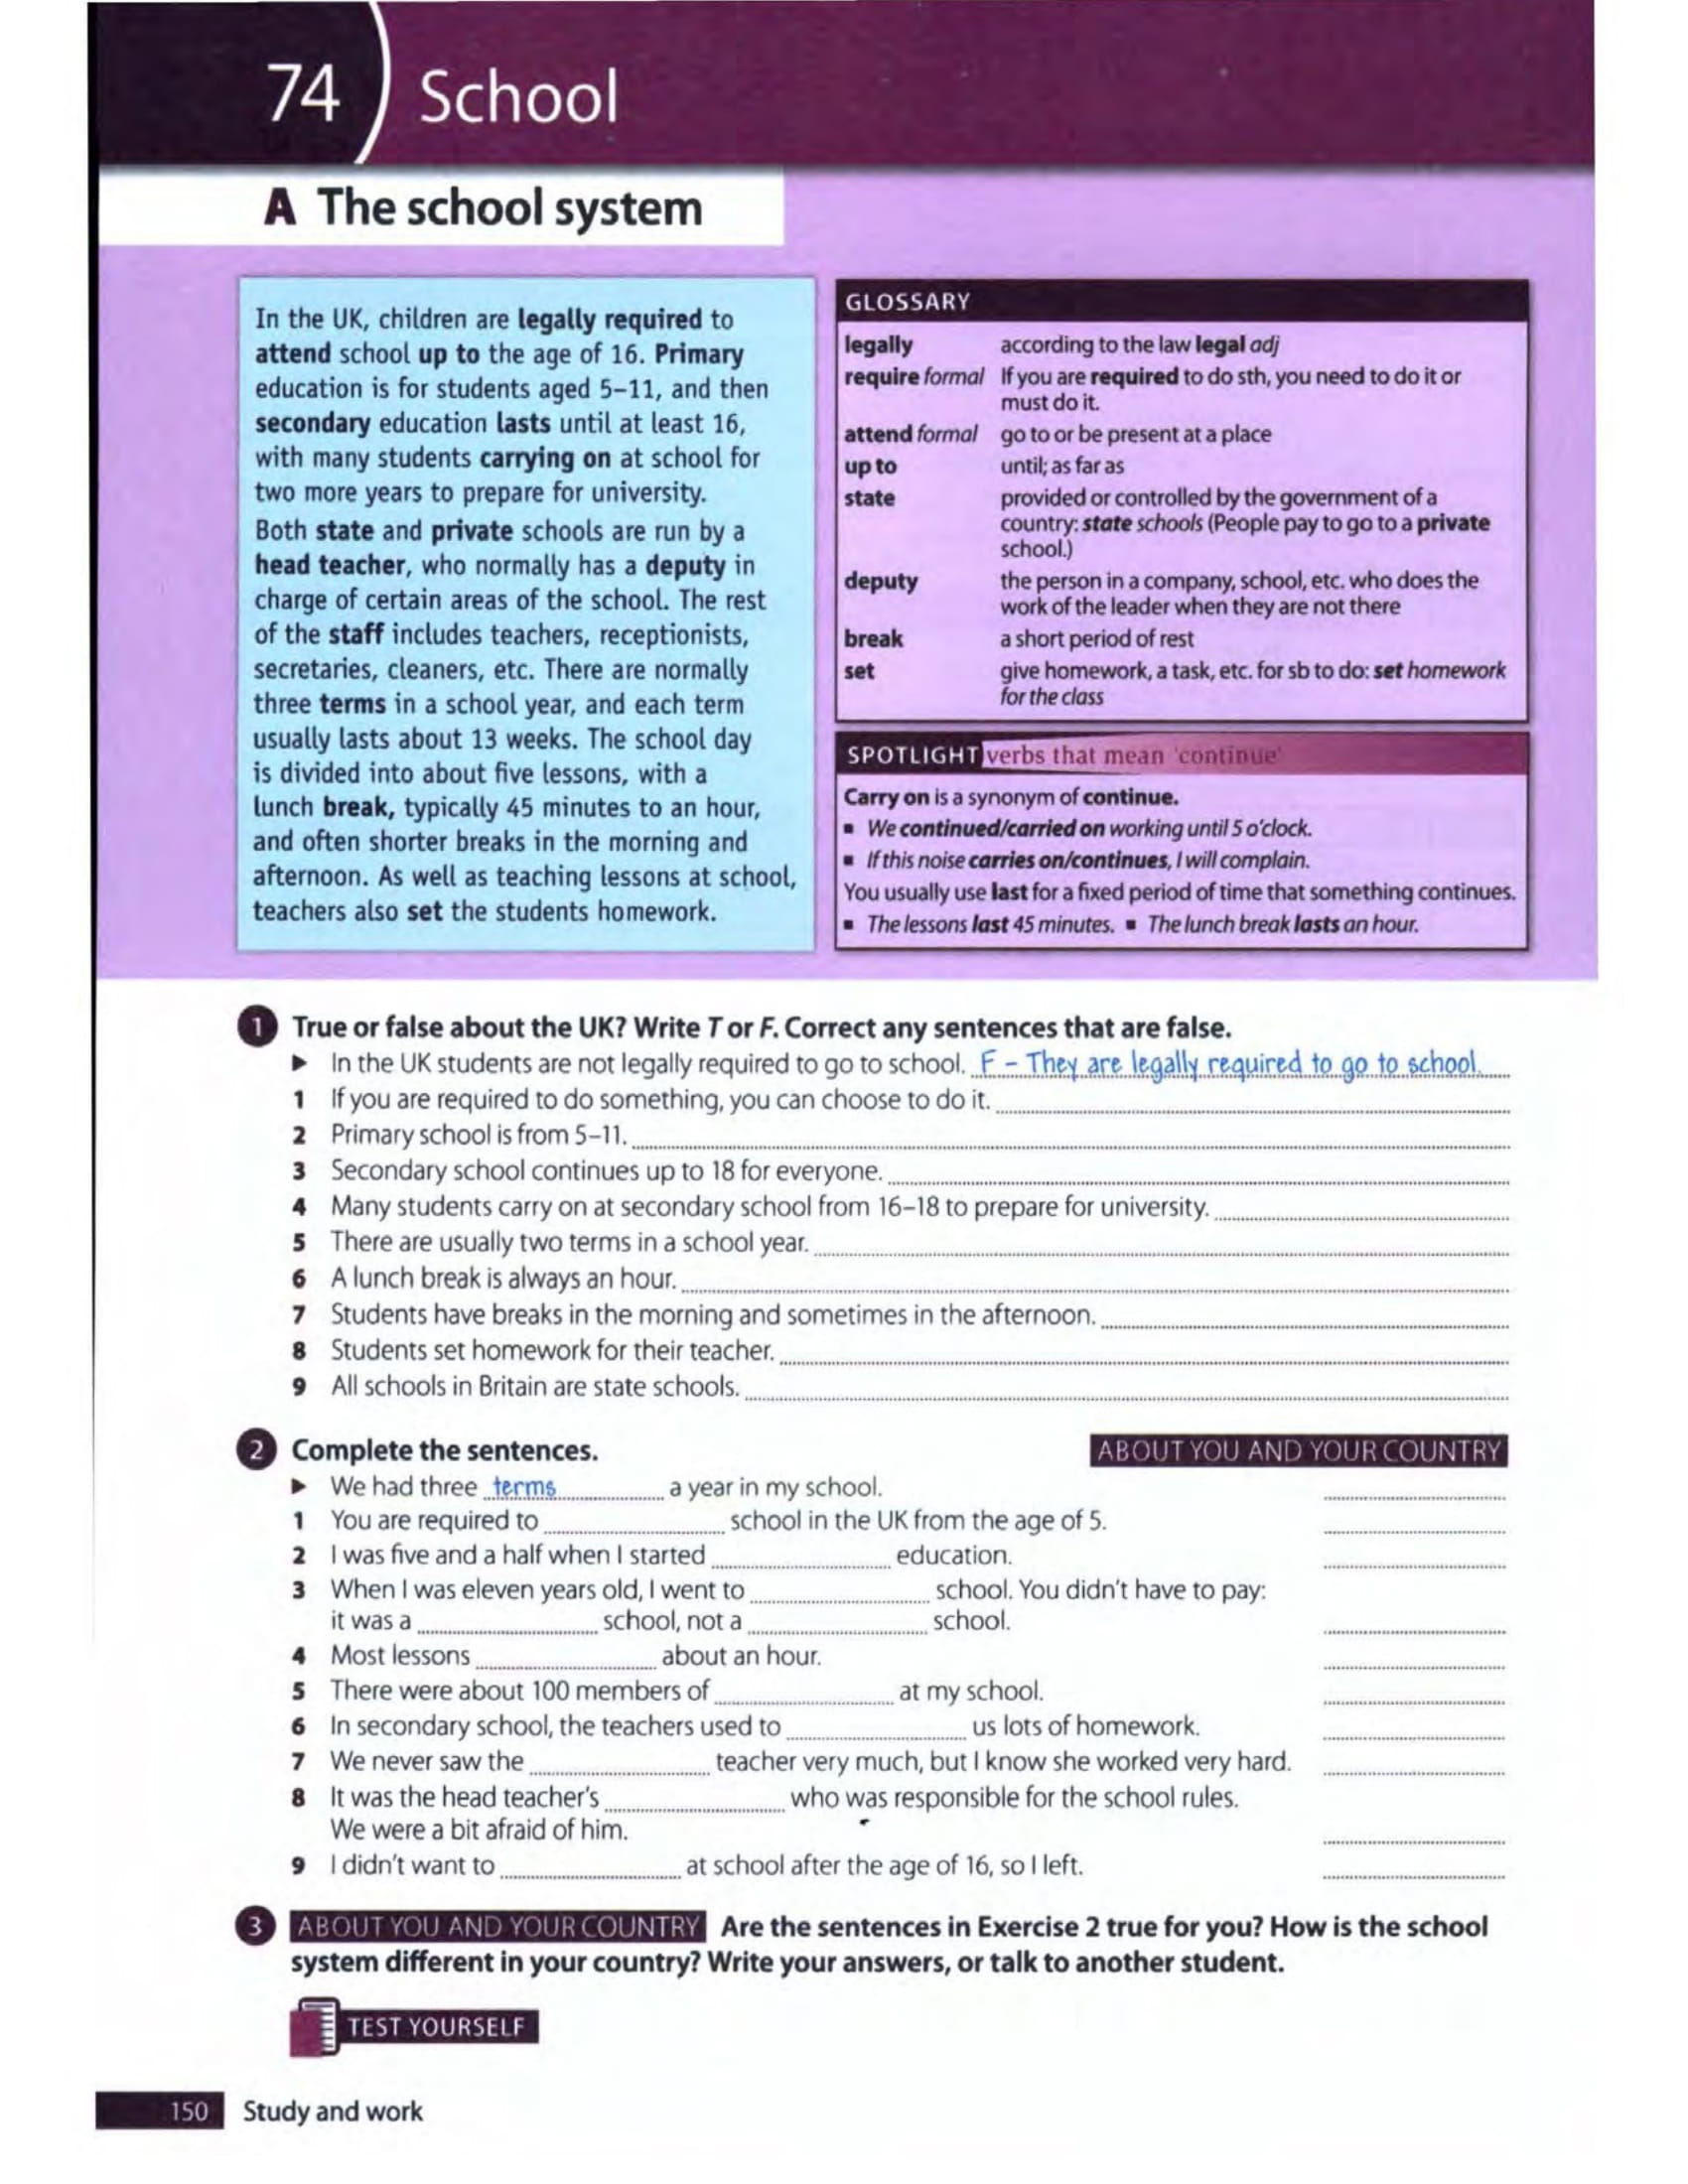 74 School
A The school system
In the UK, children are legally required to
attend school up to the age of 16. Primary
education is for students aged 5–11, and then
secondary education lasts until at least 16,
with many students carrying on at school for
two more years to prepare for university.
Both state and private schools are run by a
head teacher, who normally has a deputy in
charge of certain areas of the school. The rest
of the staff includes teachers, receptionists,
secretaries, cleaners, etc. There are normally
three terms in a school year, and each term
usually lasts about 13 weeks. The school day
is divided into about five lessons, with a
lunch break, typically 45 minutes to an hour,
and often shorter breaks in the morning and
afternoon. As well as teaching lessons at school,
teachers also set the students homework.
GLOSSARY
legally according to the law legal adj
require formal If you are required to do sth, you need to do it or
must do it.
attend formal go to or be present at a place
up to until; as far as
state provided or controlled by the government of a
country: state schools (People pay to go to a private
school.)
deputy the person in a company, school, etc. who does the
work of the leader when they are not there
break a short period of rest
set give homework, a task, etc. for sb to do: set homework
for the class
SPOTLIGHT verbs that mean 'continue'
Carry on is a synonym of continue.
▪ We continued/carried on working until 5 o'clock.
▪ If this noise carries on/continues, I will complain.
You usually use last for a fixed period of time that something continues.
▪ The lessons last 45 minutes. ▪ The lunch break lasts an hour.
1 True or false about the UK? Write T or F. Correct any sentences that are false.
▶ In the UK students are not legally required to go to school. F – They are legally required to go to school.
1 If you are required to do something, you can choose to do it.
2 Primary school is from 5–11.
3 Secondary school continues up to 18 for everyone.
4 Many students carry on at secondary school from 16–18 to prepare for university.
5 There are usually two terms in a school year.
6 A lunch break is always an hour.
7 Students have breaks in the morning and sometimes in the afternoon.
8 Students set homework for their teacher.
9 All schools in Britain are state schools.
2 Complete the sentences. ABOUT YOU AND YOUR COUNTRY
▶ We had three terms a year in my school.
1 You are required to school in the UK from the age of 5.
2 I was five and a half when I started education.
3 When I was eleven years old, I went to school. You didn't have to pay:
it was a school, not a school.
4 Most lessons about an hour.
5 There were about 100 members of at my school.
6 In secondary school, the teachers used to us lots of homework.
7 We never saw the teacher very much, but I know she worked very hard.
8 It was the head teacher's who was responsible for the school rules.
We were a bit afraid of him.
9 I didn't want to at school after the age of 16, so I left.
3 ABOUT YOU AND YOUR COUNTRY Are the sentences in Exercise 2 true for you? How is the school
system different in your country? Write your answers, or talk to another student.
TEST YOURSELF
150 Study and work